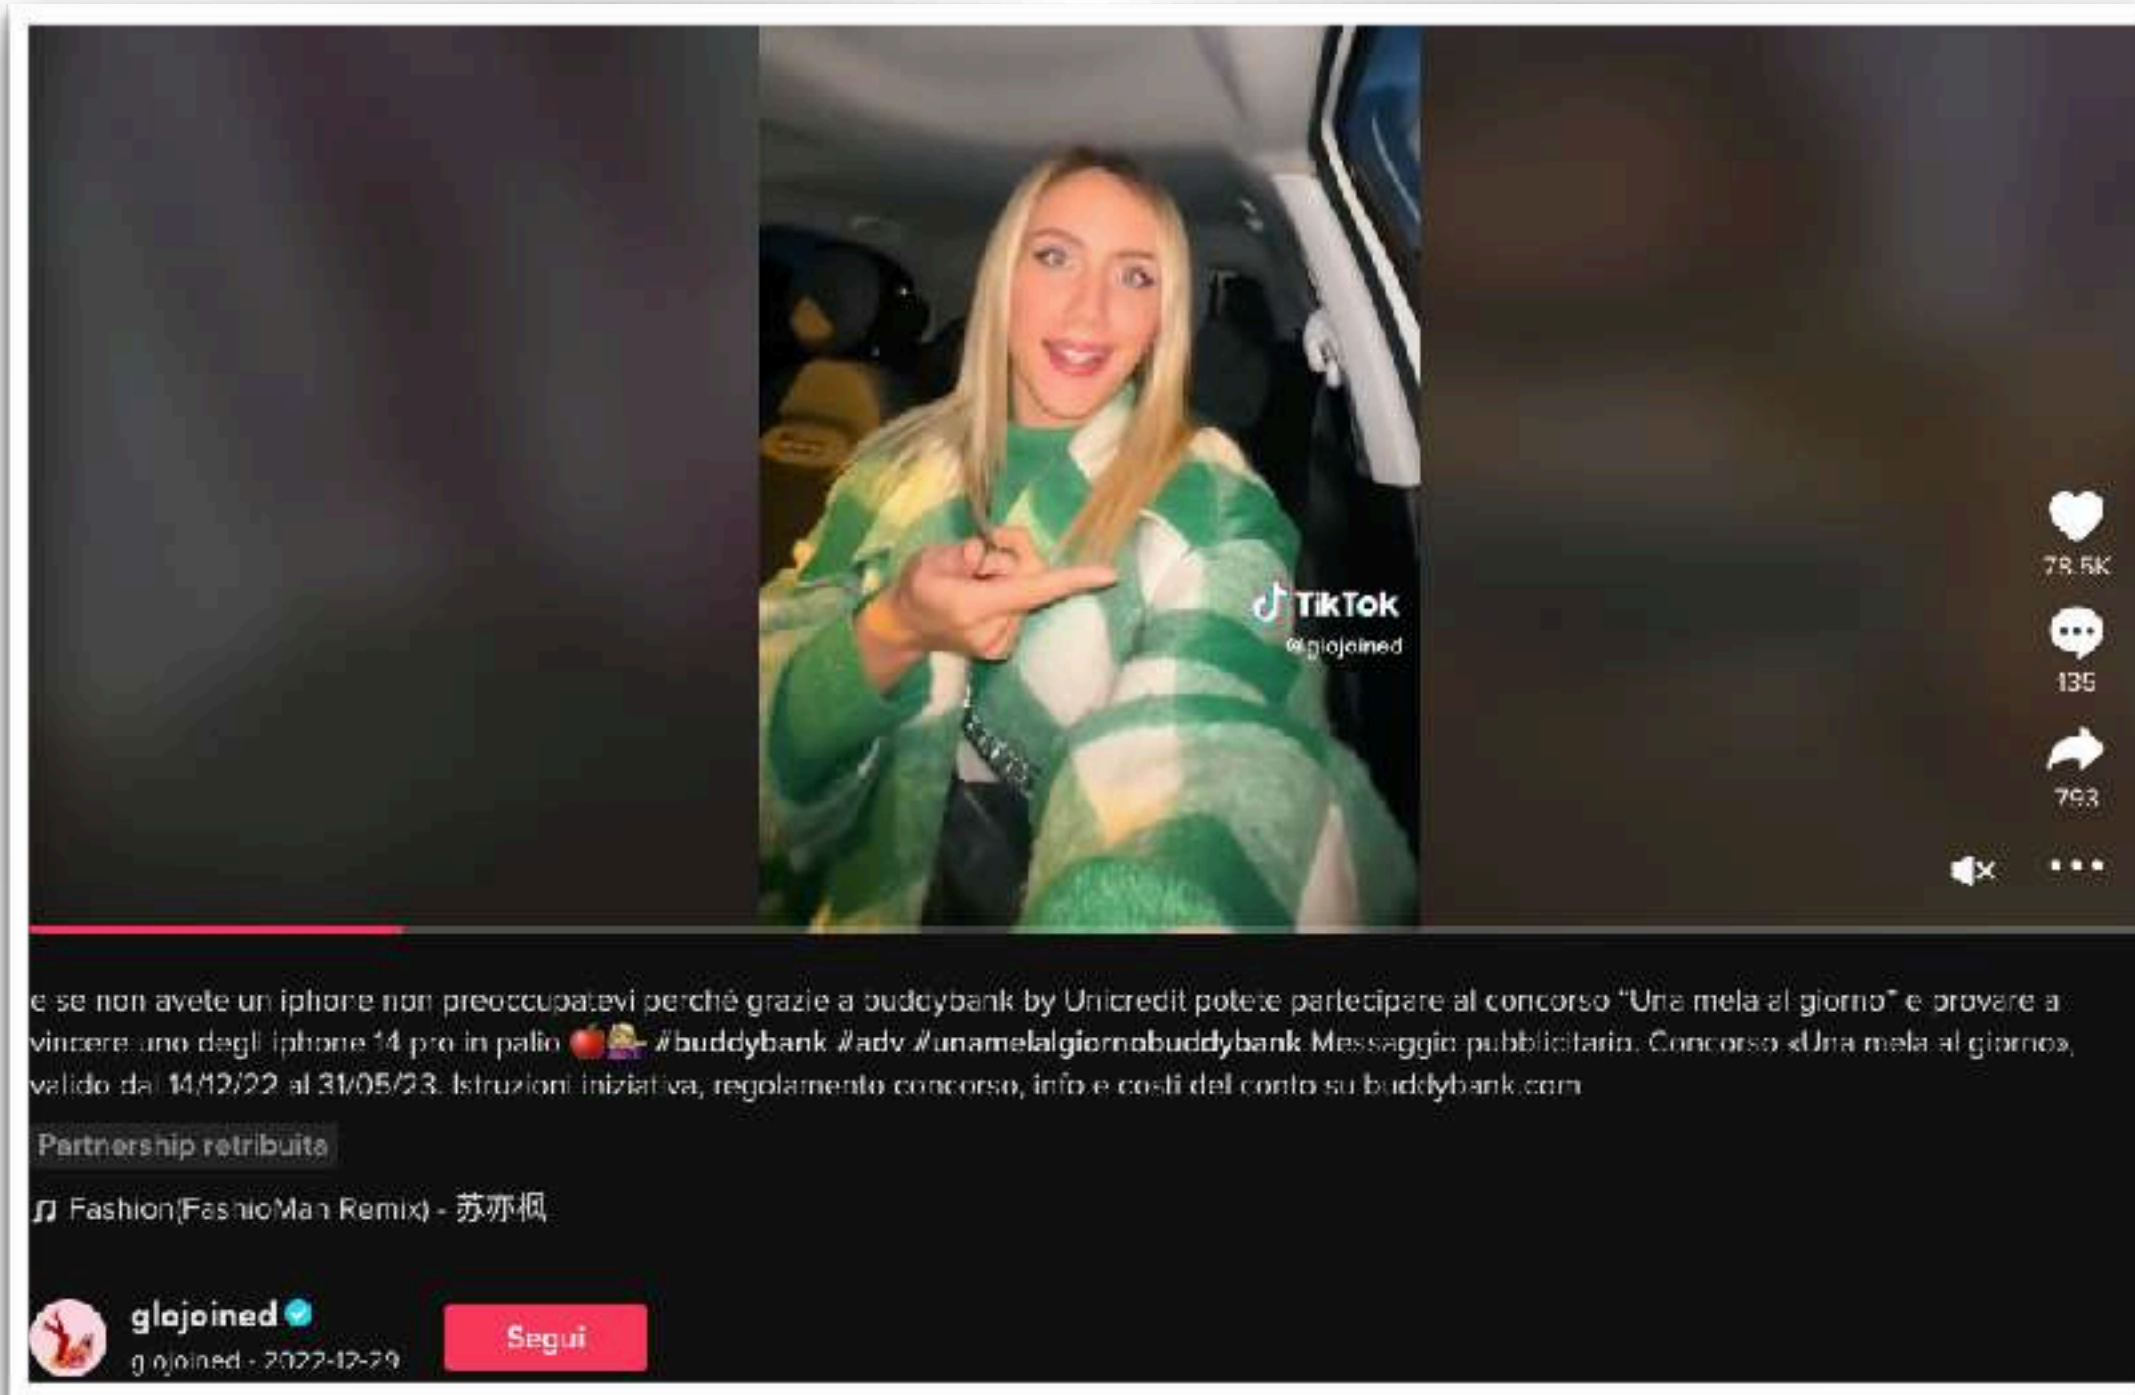 TikTok
@giojoined
78.5K
135
793
e se non avete un iphone non preoccupatevi perché grazie a buddybank by Unicredit potete partecipare al concorso "Una mela al giorno" e provare a
vincere uno degli iphone 14 pro in palio 🍎💁🏼‍♀️ #buddybank #adv #unamelalgiornobuddybank Messaggio pubblicitario. Concorso «Una mela al giorno»,
valido dal 14/12/22 al 31/05/23. Istruzioni iniziativa, regolamento concorso, info e costi del conto su buddybank.com
Partnership retribuita
♫ Fashion(FashioMan Remix) - 苏亦枫
giojoined
giojoined · 2022-12-29
Segui